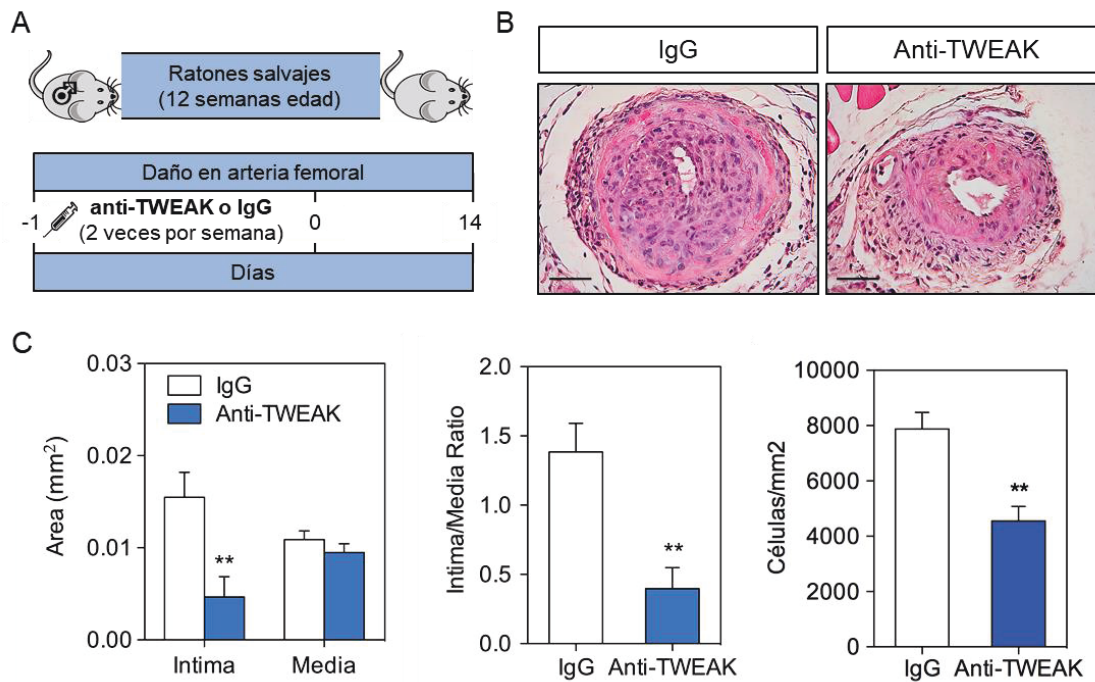 A
Ratones salvajes
(12 semanas edad)
Daño en arteria femoral
-1
anti-TWEAK o IgG
(2 veces por semana)
0
14
Días
B
IgG
Anti-TWEAK
C
0.03
0.02
0.01
0.00
Area (mm²)
IgG
Anti-TWEAK
**
Intima
Media
2.0
1.5
1.0
0.5
0.0
Intima/Media Ratio
**
IgG
Anti-TWEAK
10000
8000
6000
4000
2000
0
Células/mm2
**
IgG
Anti-TWEAK